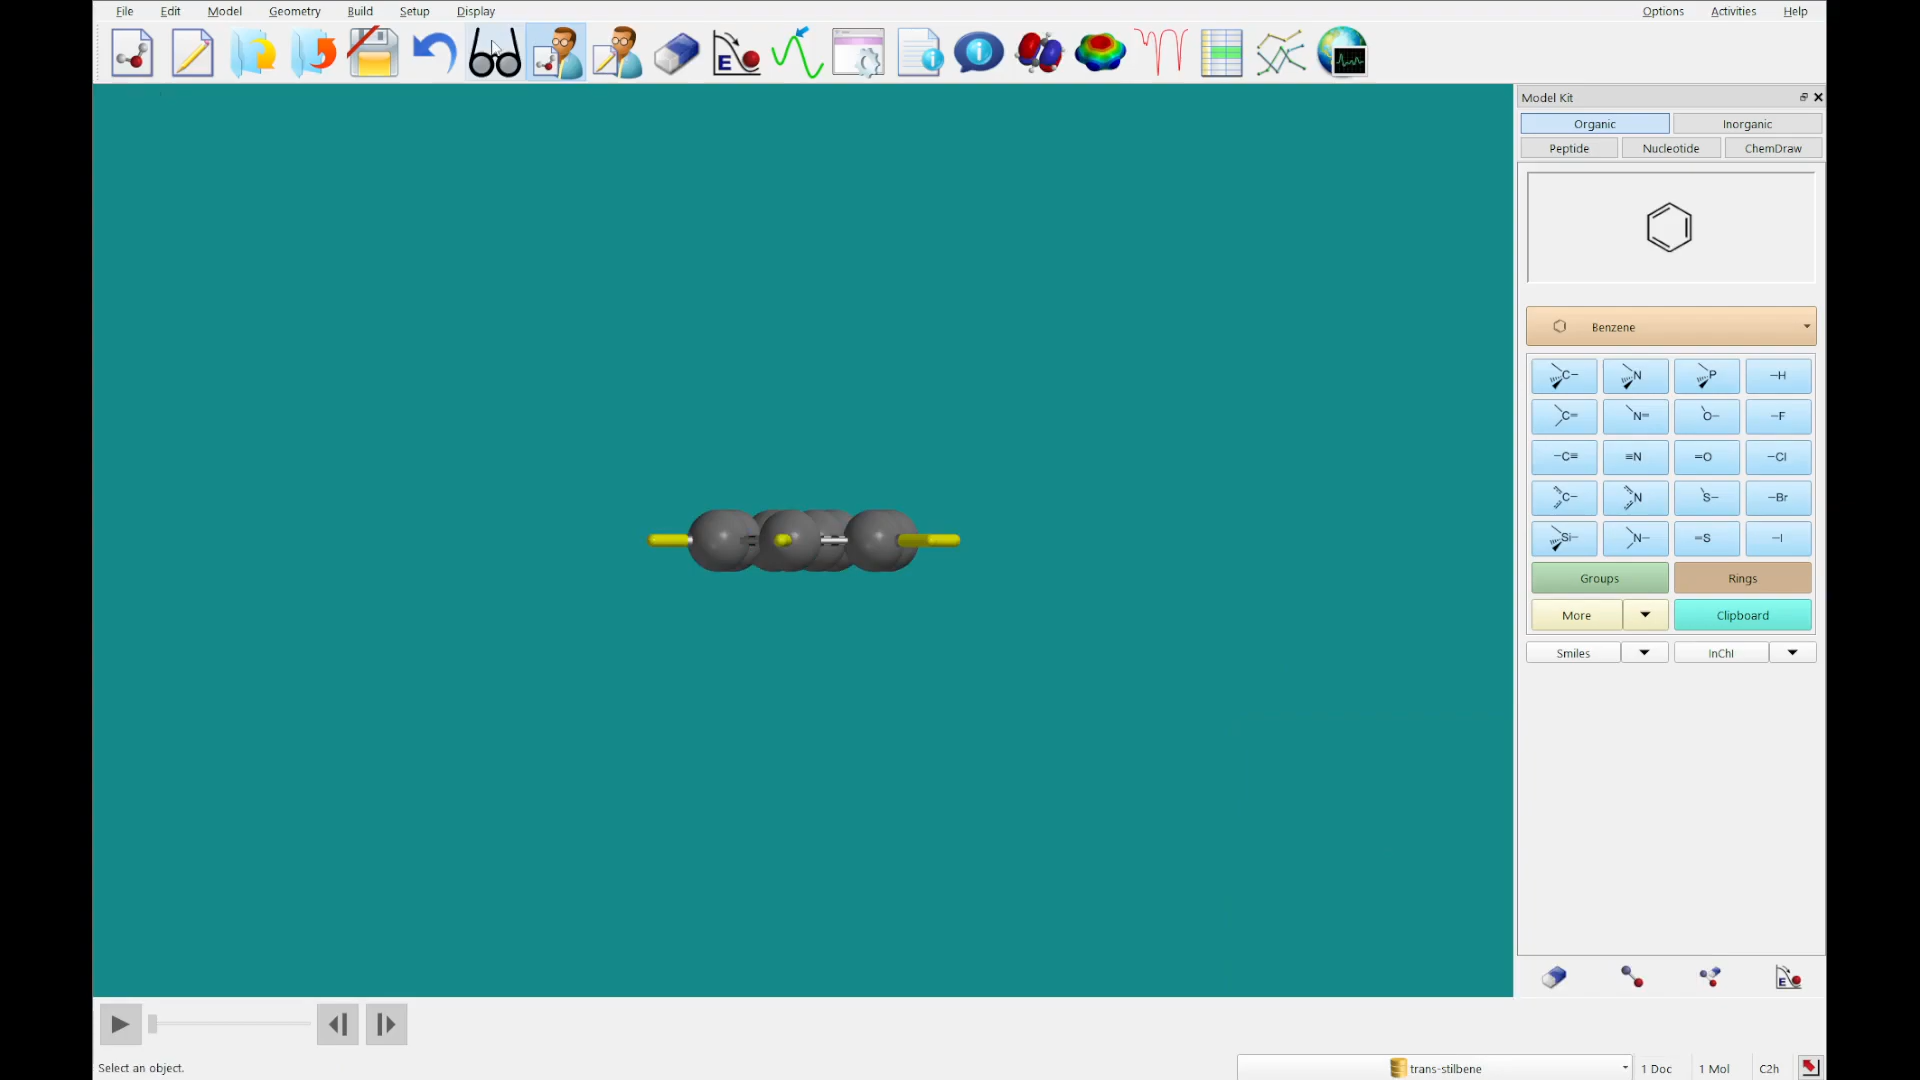 File Edit Model Geometry Build Setup Display Options Activities Help
E
Model Kit
Organic Inorganic
Peptide Nucleotide ChemDraw
Benzene
C N P H
C= N= O F
C≡ ≡N =O Cl
C N S Br
Si N =S I
Groups Rings
More Clipboard
Smiles InChI
E
Select an object.
trans-stilbene 1 Doc 1 Mol C2h